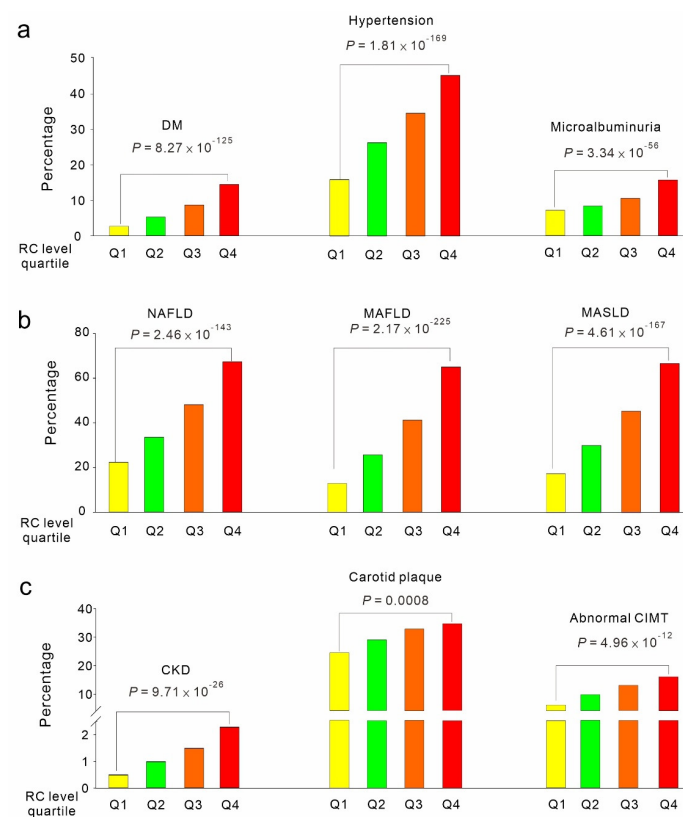 a
Hypertension
P = 1.81 × 10-169
DM
P = 8.27 × 10-125
Microalbuminuria
P = 3.34 × 10-56
Percentage
50
40
30
20
10
0
RC level
quartile
Q1 Q2 Q3 Q4 Q1 Q2 Q3 Q4 Q1 Q2 Q3 Q4
b
NAFLD
P = 2.46 × 10-143
MAFLD
P = 2.17 × 10-225
MASLD
P = 4.61 × 10-167
Percentage
80
60
40
20
0
RC level
quartile
Q1 Q2 Q3 Q4 Q1 Q2 Q3 Q4 Q1 Q2 Q3 Q4
c
Carotid plaque
P = 0.0008
Abnormal CIMT
P = 4.96 × 10-12
CKD
P = 9.71 × 10-26
Percentage
40
30
20
10
2
1
0
RC level
quartile
Q1 Q2 Q3 Q4 Q1 Q2 Q3 Q4 Q1 Q2 Q3 Q4